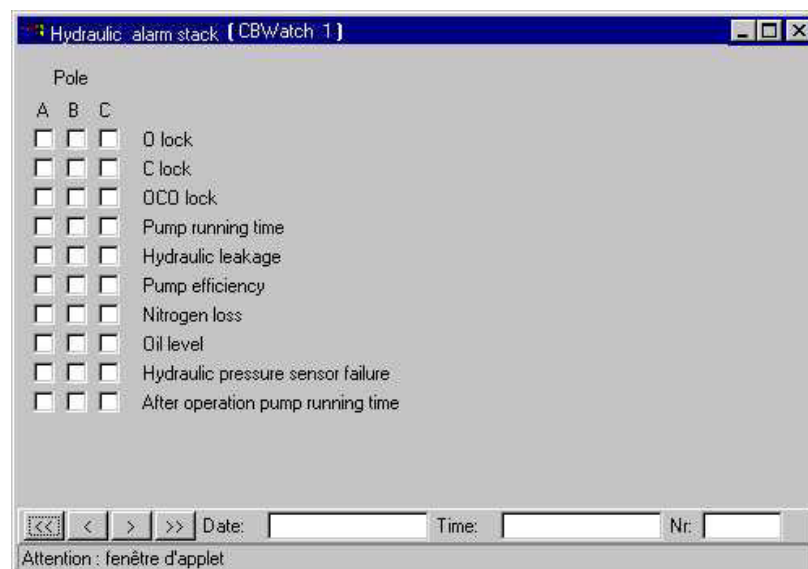 Hydraulic alarm stack (CBWatch 1)
Pole
A B C
O lock
C lock
OCO lock
Pump running time
Hydraulic leakage
Pump efficiency
Nitrogen loss
Oil level
Hydraulic pressure sensor failure
After operation pump running time
<< < > >> Date: Time: Nr:
Attention : fenêtre d'applet